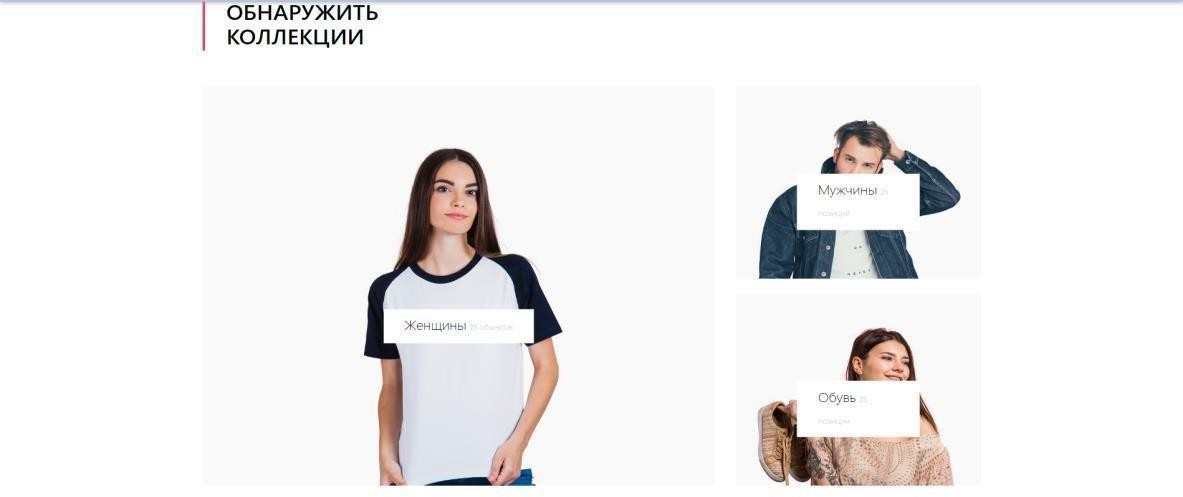 ОБНАРУЖИТЬ
КОЛЛЕКЦИИ
Женщины 25 объектов
Мужчины 25
позиций
Обувь 25
позиции